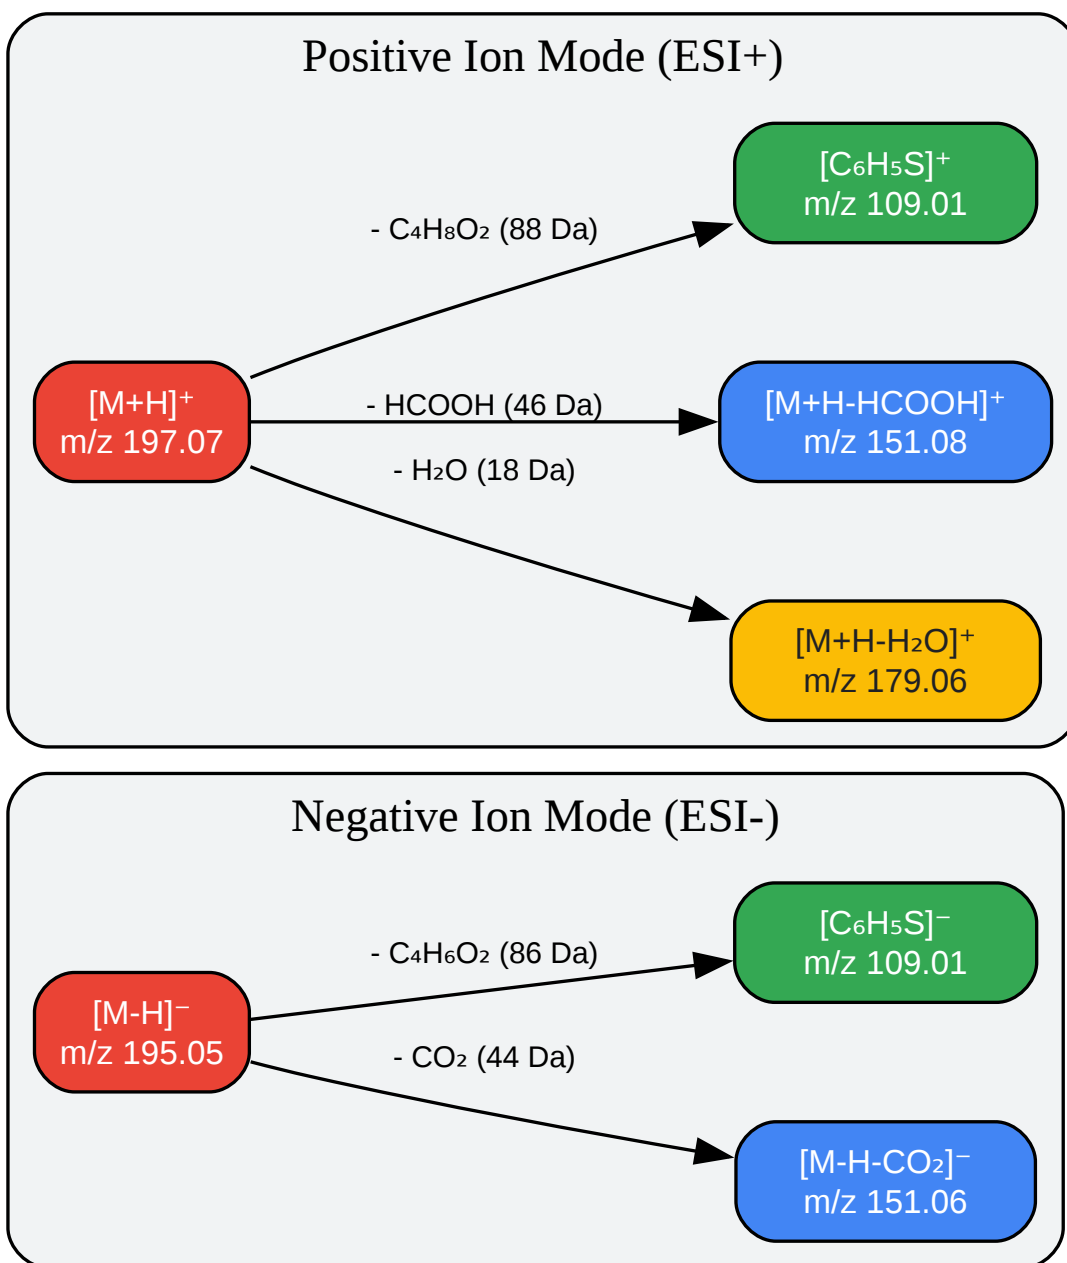 Positive Ion Mode (ESI+)
[C₆H₅S]⁺
m/z 109.01
- C₄H₈O₂ (88 Da)
[M+H]⁺
m/z 197.07
- HCOOH (46 Da)
[M+H-HCOOH]⁺
m/z 151.08
- H₂O (18 Da)
[M+H-H₂O]⁺
m/z 179.06
Negative Ion Mode (ESI-)
[C₆H₅S]⁻
m/z 109.01
- C₄H₆O₂ (86 Da)
[M-H]⁻
m/z 195.05
- CO₂ (44 Da)
[M-H-CO₂]⁻
m/z 151.06